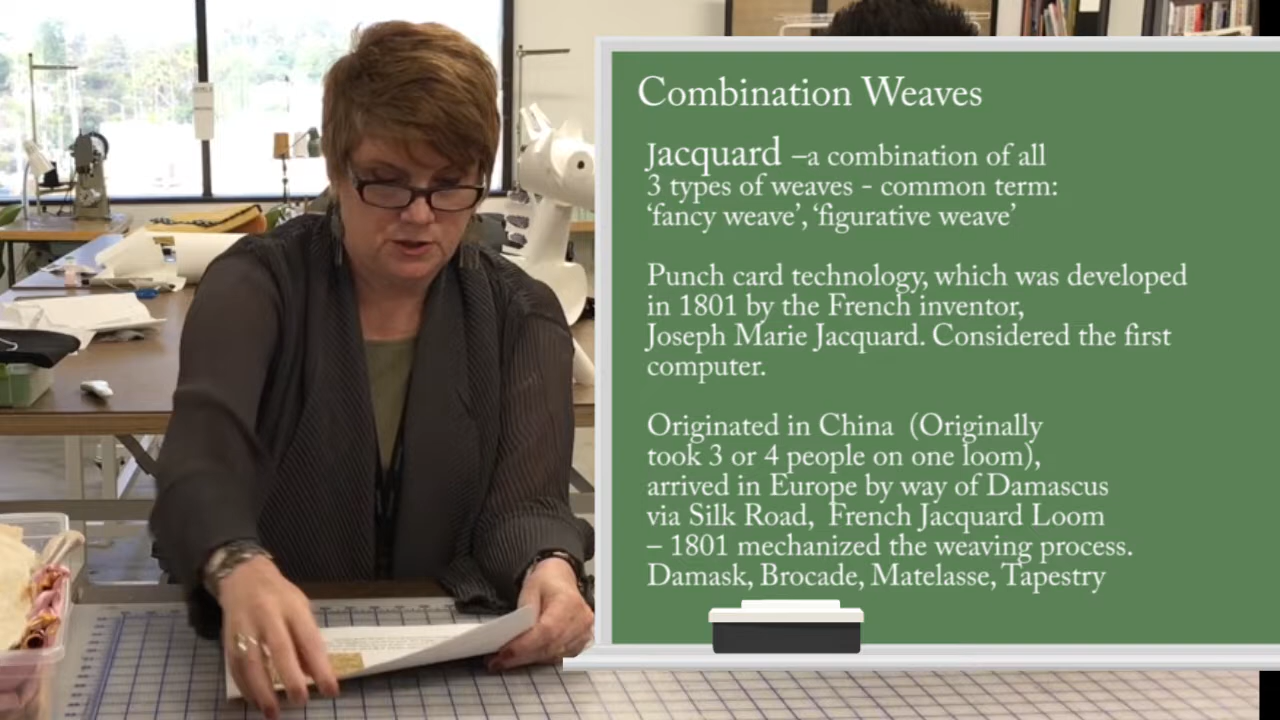 Combination Weaves
Jacquard –a combination of all
3 types of weaves - common term:
‘fancy weave’, ‘figurative weave’
Punch card technology, which was developed
in 1801 by the French inventor,
Joseph Marie Jacquard. Considered the first
computer.
Originated in China (Originally
took 3 or 4 people on one loom),
arrived in Europe by way of Damascus
via Silk Road, French Jacquard Loom
– 1801 mechanized the weaving process.
Damask, Brocade, Matelasse, Tapestry